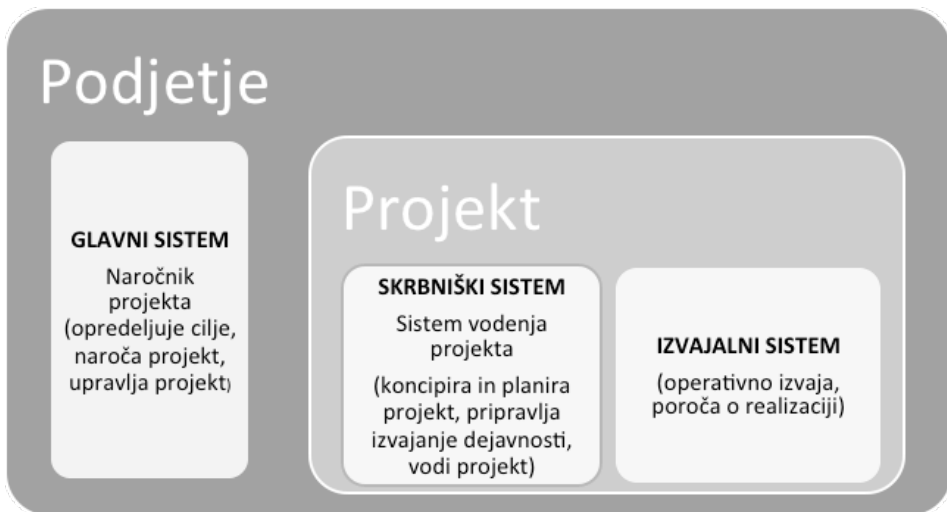 Podjetje
GLAVNI SISTEM
Naročnik
projekta
(opredeljuje cilje,
naroča projekt,
upravlja projekt)
Projekt
SKRBNIŠKI SISTEM
Sistem vodenja
projekta
(koncipira in planira
projekt, pripravlja
izvajanje dejavnosti,
vodi projekt)
IZVAJALNI SISTEM
(operativno izvaja,
poroča o realizaciji)